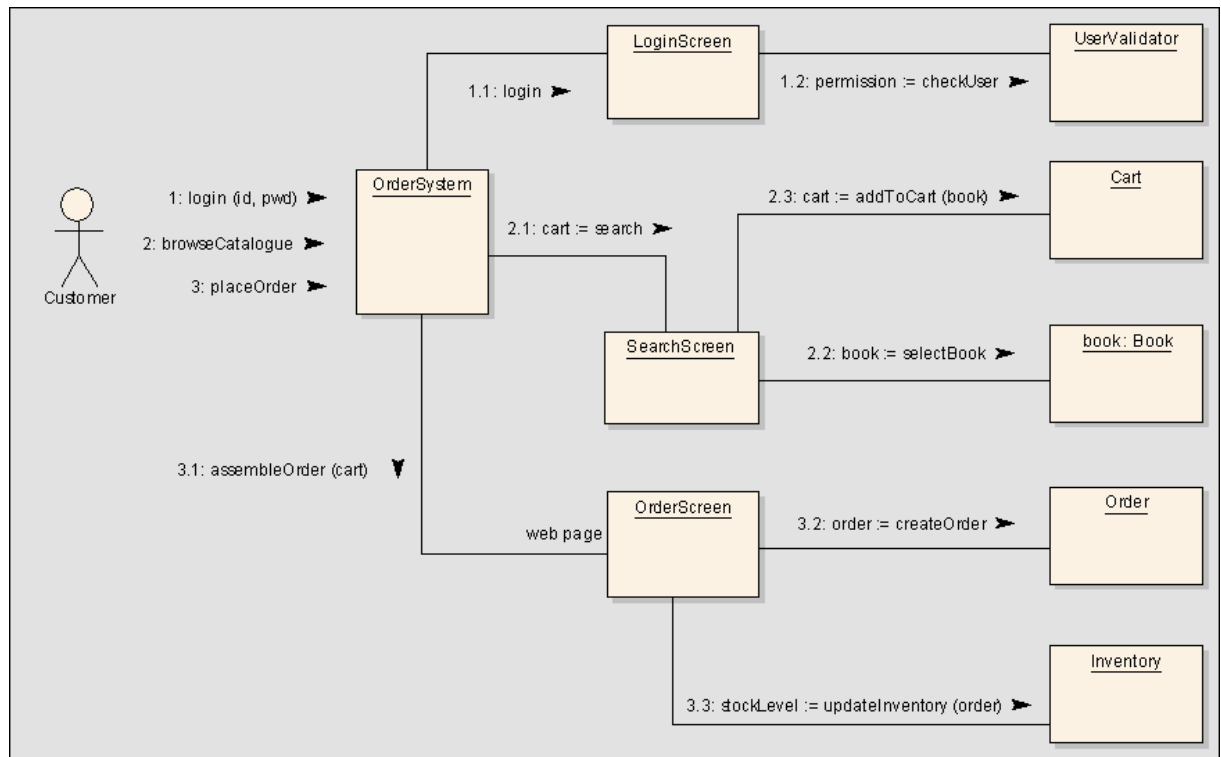 LoginScreen
UserValidator
1.1: login
1.2: permission := checkUser
OrderSystem
Cart
1: login (id, pwd)
2.3: cart := addToCart (book)
2.1: cart := search
2: browseCatalogue
3: placeOrder
Customer
SearchScreen
book: Book
2.2: book := selectBook
3.1: assembleOrder (cart)
OrderScreen
Order
3.2: order := createOrder
web page
Inventory
3.3: stockLevel := updateInventory (order)